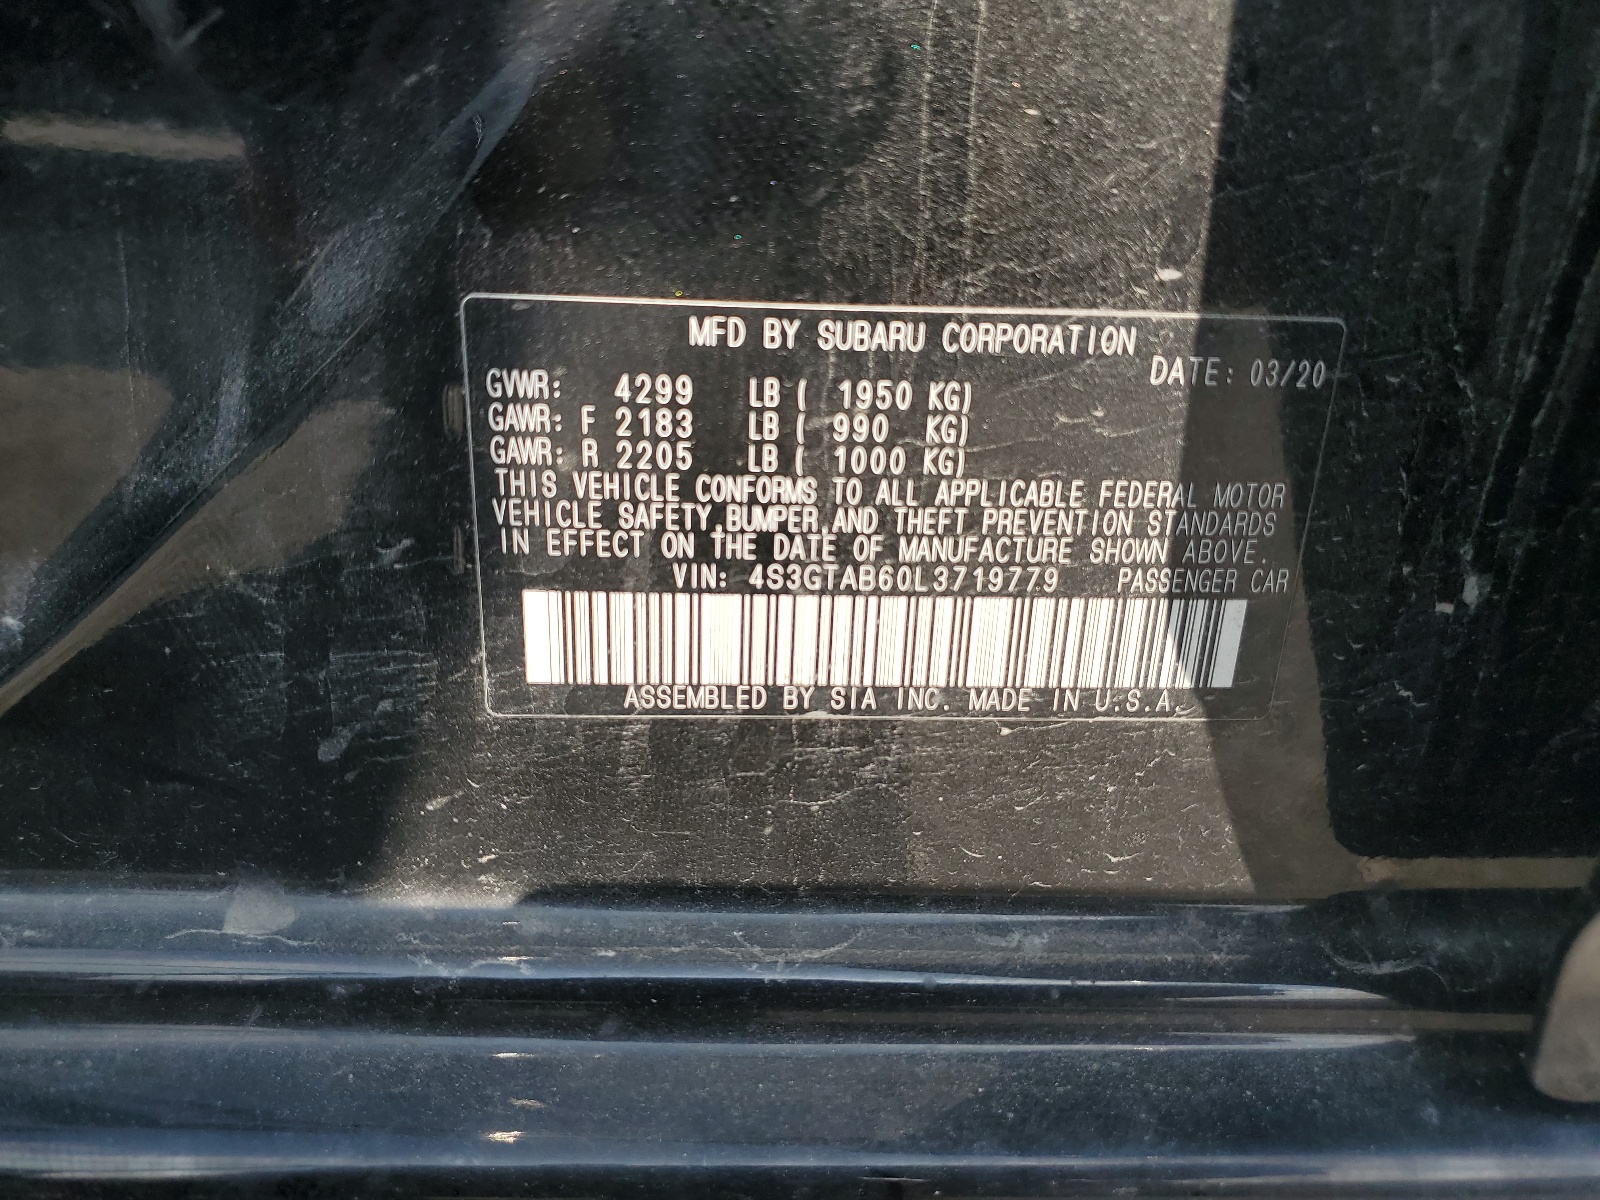 MFD BY SUBARU CORPORATION
DATE: 03/20
GVWR: 4299 LB ( 1950 KG)
GAWR: F 2183 LB ( 990 KG)
GAWR: R 2205 LB ( 1000 KG)
THIS VEHICLE CONFORMS TO ALL APPLICABLE FEDERAL MOTOR
VEHICLE SAFETY,BUMPER,AND THEFT PREVENTION STANDARDS
IN EFFECT ON THE DATE OF MANUFACTURE SHOWN ABOVE.
VIN: 4S3GTAB60L3719779 PASSENGER CAR
ASSEMBLED BY SIA INC. MADE IN U.S.A.